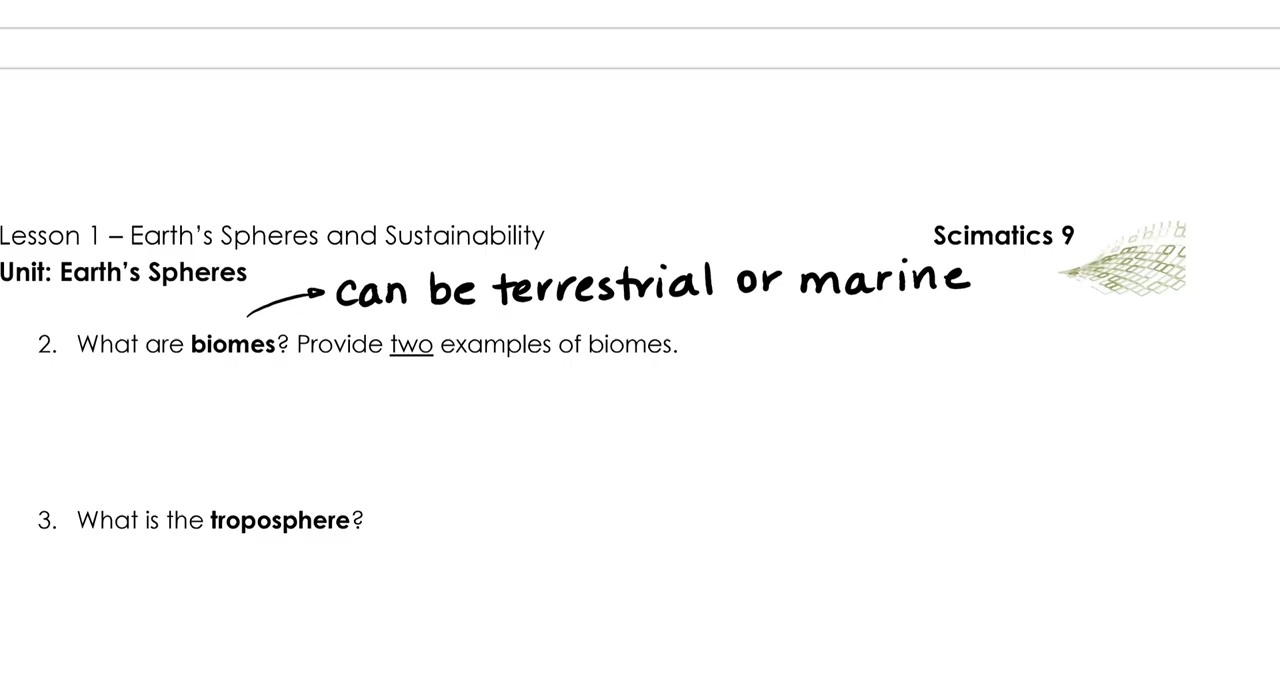 Lesson 1 – Earth's Spheres and Sustainability
Scimatics 9
Unit: Earth's Spheres
can be terrestrial or marine
2. What are biomes? Provide two examples of biomes.
3. What is the troposphere?